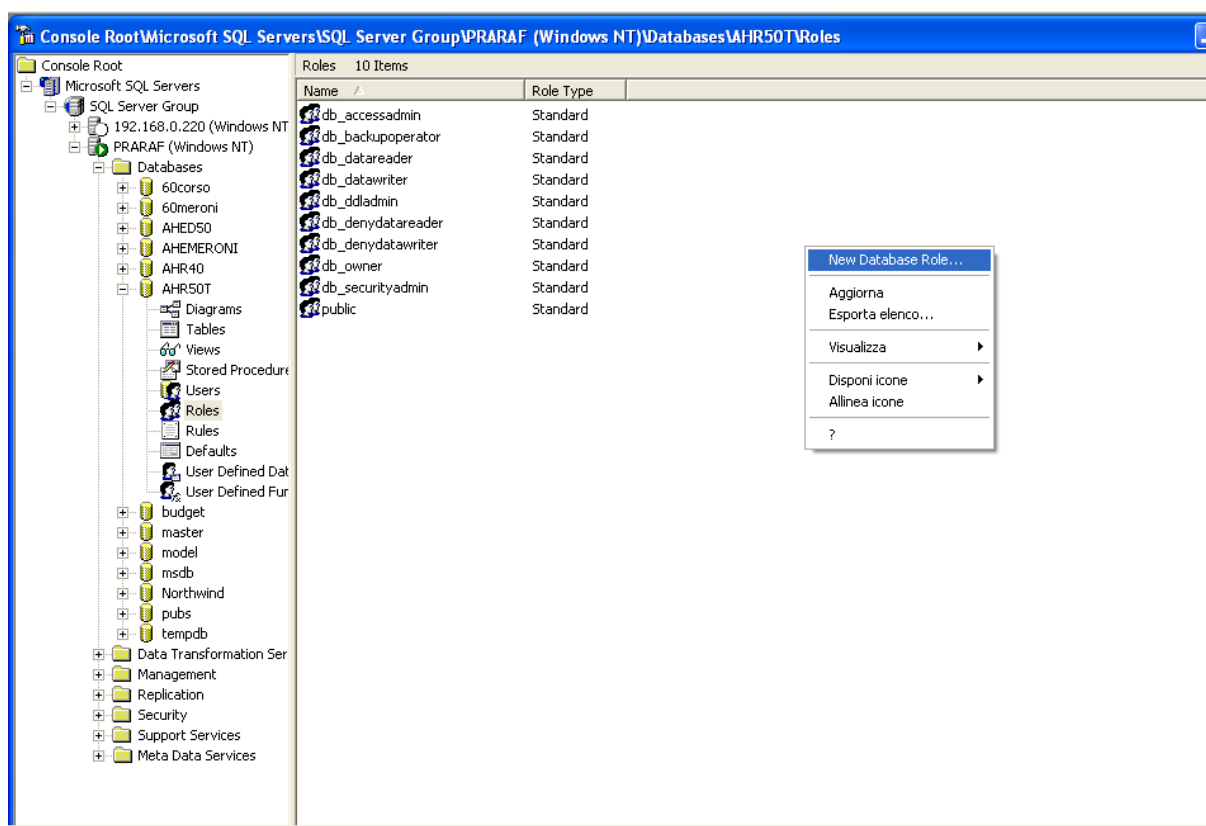 Console Root\Microsoft SQL Servers\SQL Server Group\PRARAF (Windows NT)\Databases\AHR50T\Roles
Console Root
Microsoft SQL Servers
SQL Server Group
192.168.0.220 (Windows NT
PRARAF (Windows NT)
Databases
60corso
60meroni
AHED50
AHEMERONI
AHR40
AHR50T
Diagrams
Tables
Views
Stored Procedure
Users
Roles
Rules
Defaults
User Defined Dat
User Defined Fun
budget
master
model
msdb
Northwind
pubs
tempdb
Data Transformation Ser
Management
Replication
Security
Support Services
Meta Data Services
Roles 10 Items
Name Role Type
db_accessadmin Standard
db_backupoperator Standard
db_datareader Standard
db_datawriter Standard
db_ddladmin Standard
db_denydatareader Standard
db_denydatawriter Standard
db_owner Standard
db_securityadmin Standard
public Standard
New Database Role...
Aggiorna
Esporta elenco...
Visualizza
Disponi icone
Allinea icone
?